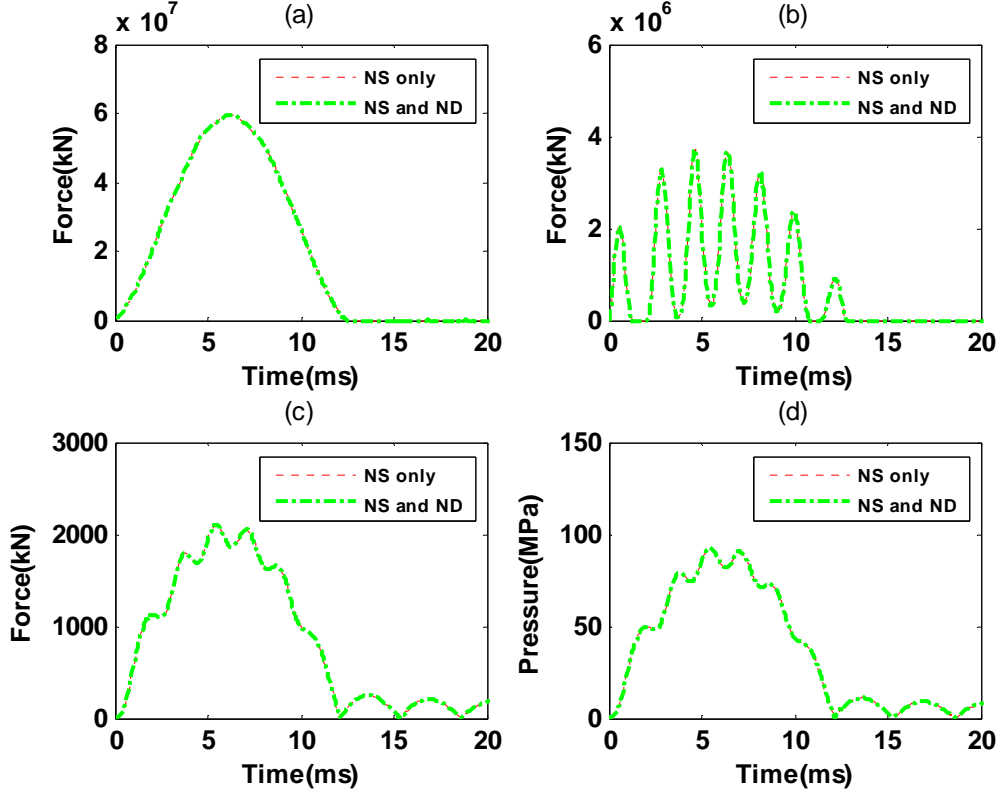 (a)
x 10^7
8
6
4
2
0
0 5 10 15 20
Force(kN)
Time(ms)
NS only
NS and ND
(b)
x 10^6
6
4
2
0
0 5 10 15 20
Force(kN)
Time(ms)
NS only
NS and ND
(c)
3000
2000
1000
0
0 5 10 15 20
Force(kN)
Time(ms)
NS only
NS and ND
(d)
150
100
50
0
0 5 10 15 20
Pressure(MPa)
Time(ms)
NS only
NS and ND